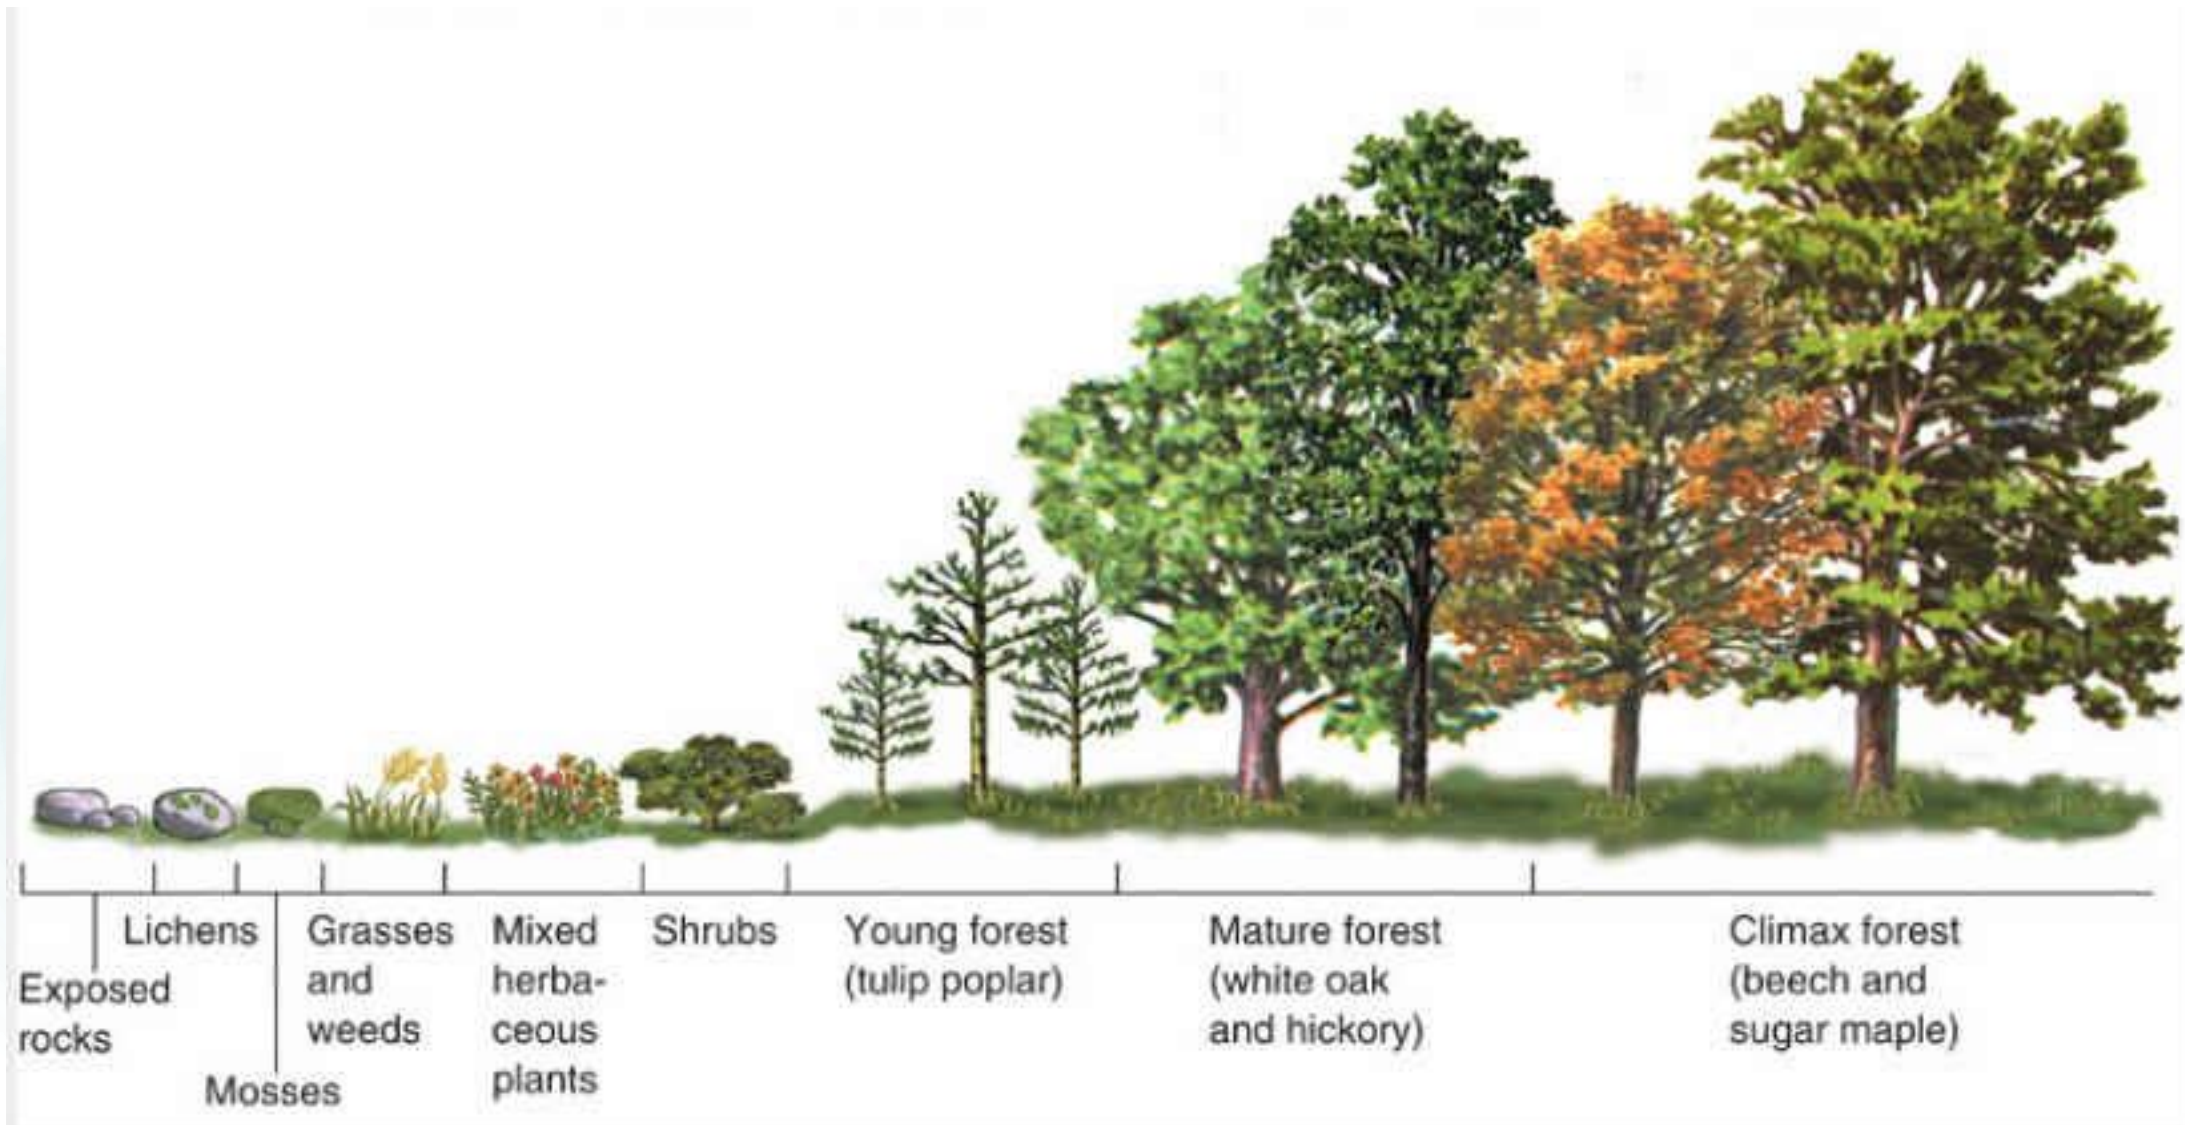 Exposed
rocks
Lichens
Mosses
Grasses
and
weeds
Mixed
herba-
ceous
plants
Shrubs
Young forest
(tulip poplar)
Mature forest
(white oak
and hickory)
Climax forest
(beech and
sugar maple)